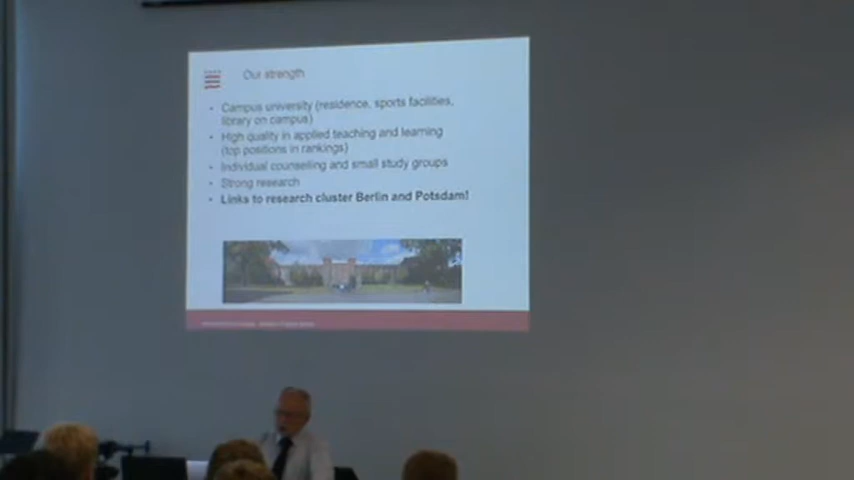 Our strength
• Campus university (residence, sports facilities,
library on campus)
• High quality in applied teaching and learning
(top positions in rankings)
• Individual counselling and small study groups
• Strong research
• Links to research cluster Berlin and Potsdam!